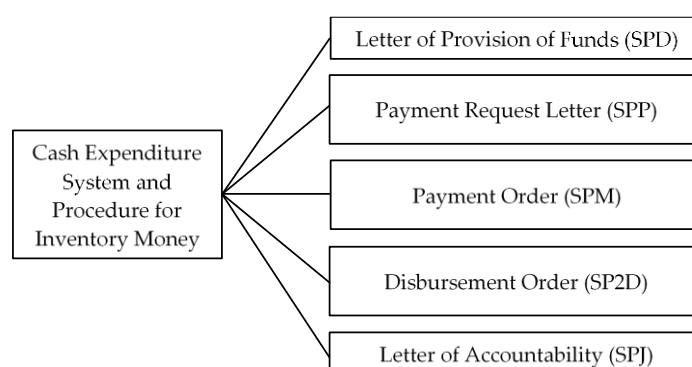 Letter of Provision of Funds (SPD)
Payment Request Letter (SPP)
Cash Expenditure
System and
Procedure for
Inventory Money
Payment Order (SPM)
Disbursement Order (SP2D)
Letter of Accountability (SPJ)